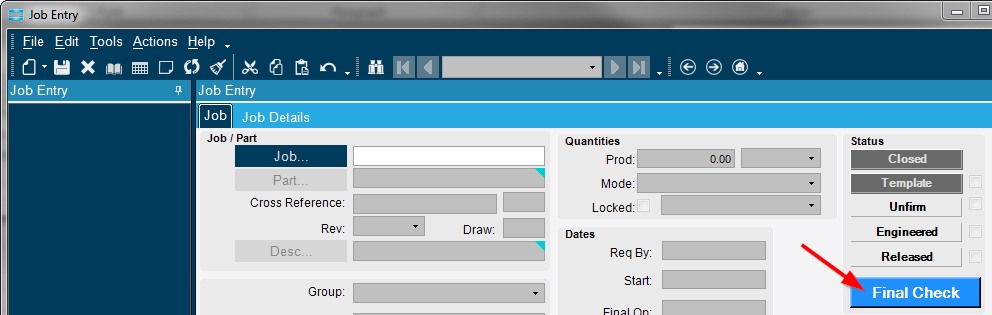 Job Entry
File Edit Tools Actions Help
Job Entry
Job Entry
Job Job Details
Job / Part
Job...
Part...
Cross Reference:
Rev: Draw:
Desc...
Group:
Quantities
Prod: 0.00
Mode:
Locked:
Dates
Req By:
Start:
Final Op:
Status
Closed
Template
Unfirm
Engineered
Released
Final Check